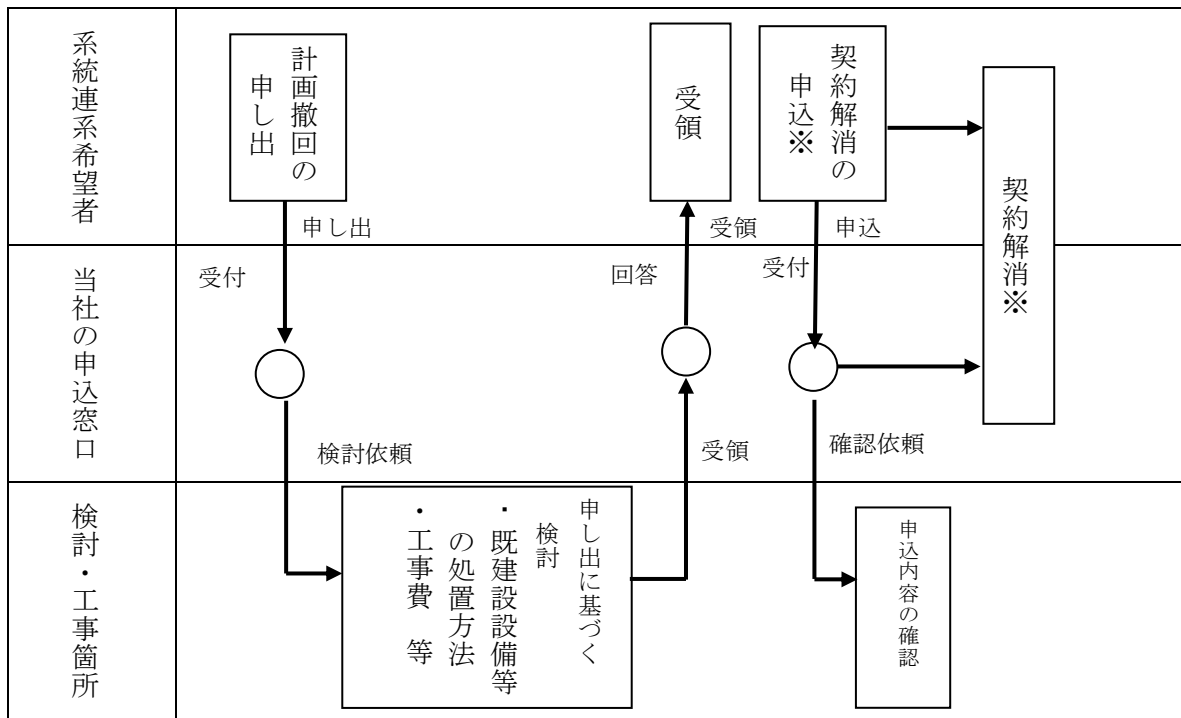 系統連系希望者
計画撤回の
申し出
受領
契約解消の
申込※
契約解消※
申し出
受領
申込
当社の申込窓口
受付
回答
受付
検討依頼
受領
確認依頼
検討・工事箇所
申し出に基づく
検討
・既建設設備等
の処置方法
・工事費 等
申込内容の確認